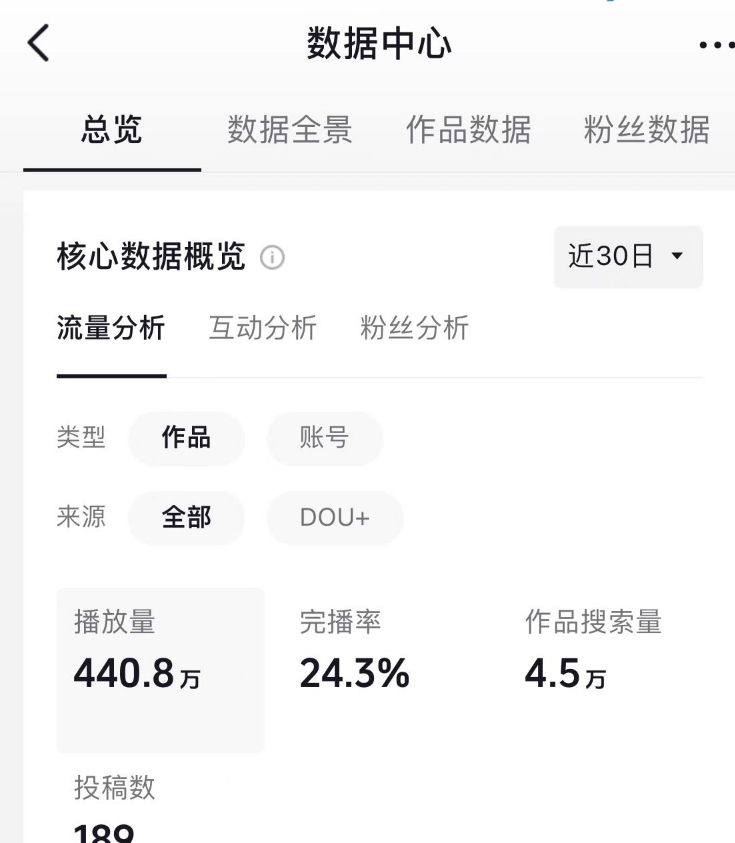 数据中心
总览 数据全景 作品数据 粉丝数据
核心数据概览 近30日
流量分析 互动分析 粉丝分析
类型 作品 账号
来源 全部 DOU+
播放量 完播率 作品搜索量
440.8万 24.3% 4.5万
投稿数
189